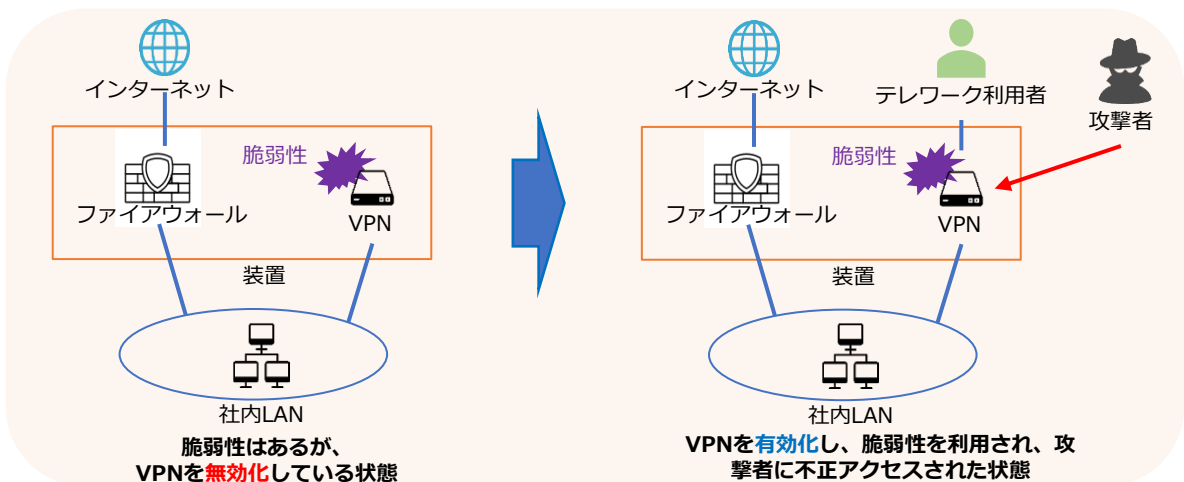 インターネット
脆弱性
ファイアウォール
VPN
装置
社内LAN
脆弱性はあるが、
VPNを無効化している状態
インターネット
テレワーク利用者
攻撃者
脆弱性
ファイアウォール
VPN
装置
社内LAN
VPNを有効化し、脆弱性を利用され、攻
撃者に不正アクセスされた状態